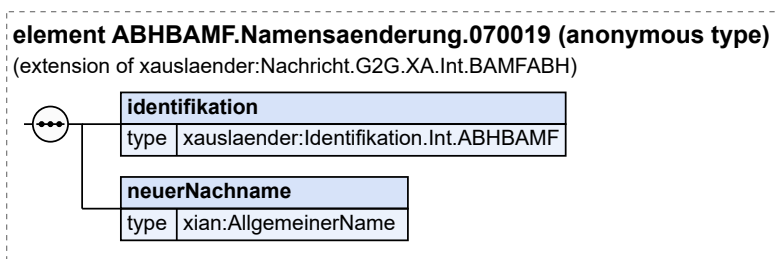 element ABHBAMF.Namensaenderung.070019 (anonymous type)
(extension of xauslaender:Nachricht.G2G.XA.Int.BAMFABH)
identifikation
type xauslaender:Identifikation.Int.ABHBAMF
neuerNachname
type xian:AllgemeinerName